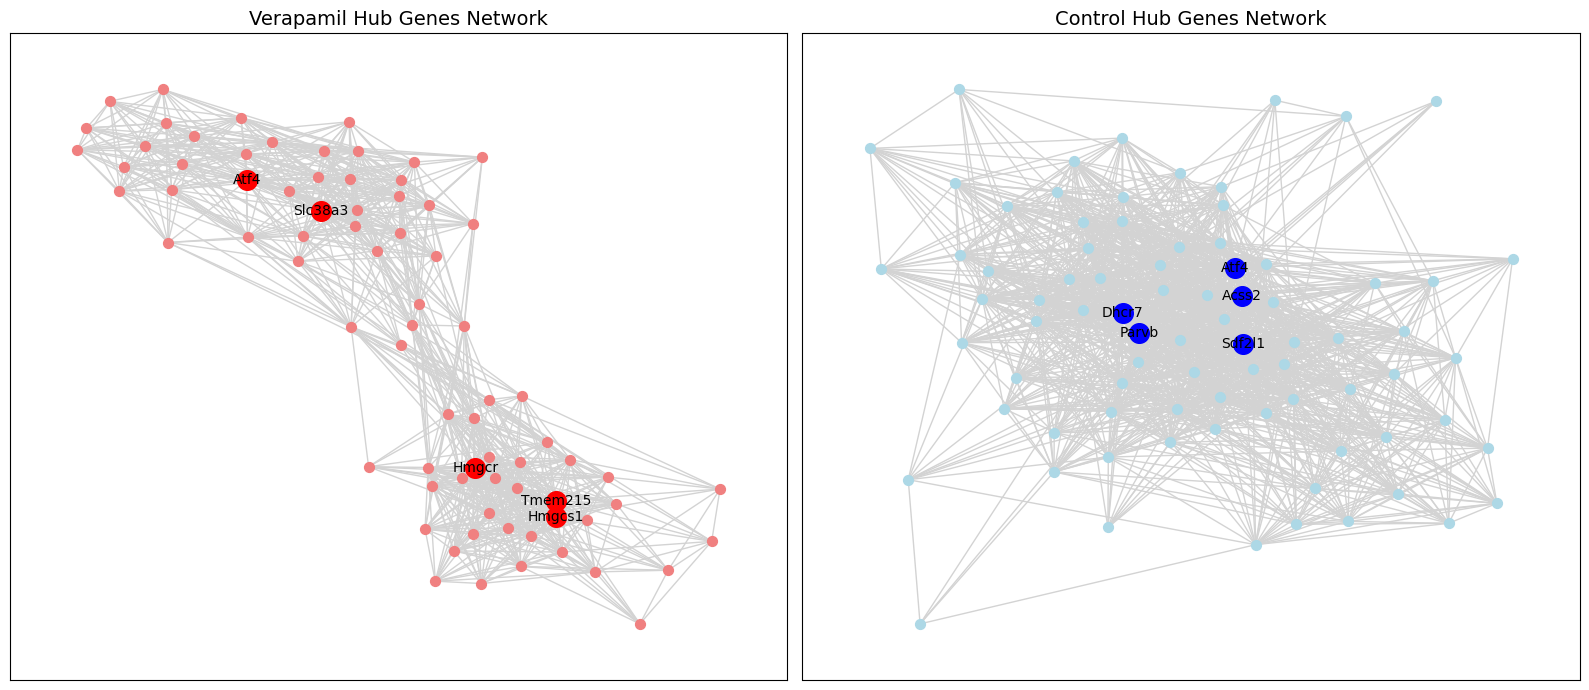 Verapamil Hub Genes Network
Atf4
Slc38a3
Hmgcr
Tmem215
Hmgcs1
Control Hub Genes Network
Atf4
Acss2
Dhcr7
Parvb
Sdf2l1